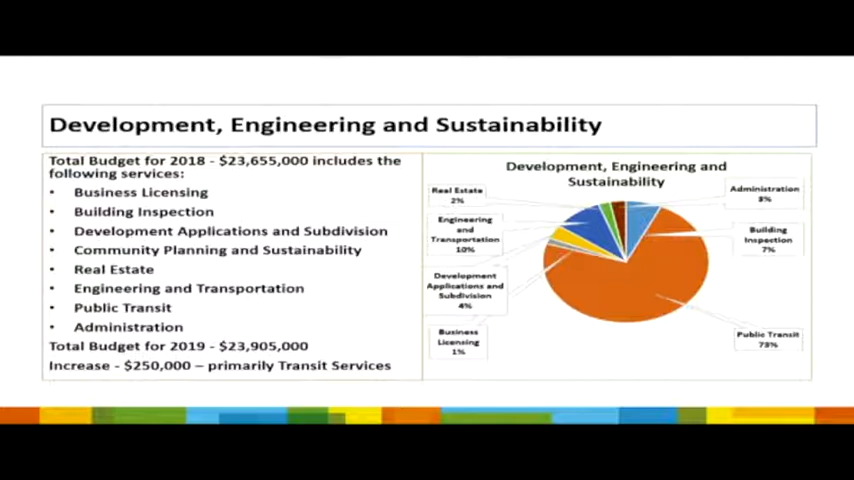 Development, Engineering and Sustainability
Total Budget for 2018 - $23,655,000 includes the
following services:
• Business Licensing
• Building Inspection
• Development Applications and Subdivision
• Community Planning and Sustainability
• Real Estate
• Engineering and Transportation
• Public Transit
• Administration
Total Budget for 2019 - $23,905,000
Increase - $250,000 – primarily Transit Services
Development, Engineering and
Sustainability
Real Estate
2%
Engineering
and
Transportation
10%
Development
Applications and
Subdivision
4%
Business
Licensing
1%
Administration
8%
Building
Inspection
7%
Public Transit
73%